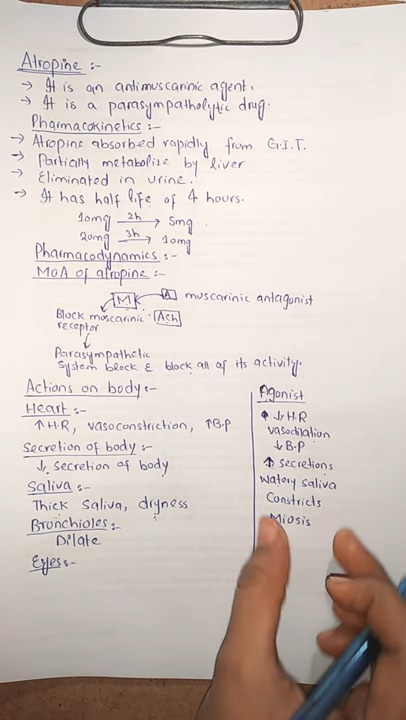 Atropine :-
→ It is an antimuscarinic agent.
→ It is a parasympatholytic drug.
Pharmacokinetics :-
→ Atropine absorbed rapidly from G.I.T.
→ Partially metabolize by liver
→ Eliminated in urine.
→ It has half life of 4 hours.
10mg 2h → 5mg
20mg 3h → 10mg
Pharmacodynamics :-
MOA of atropine :-
M A muscarinic antagonist
Block moscarinic Ach
receptor
Parasympathetic
System block & block all of its activity.
Actions on body :-
Heart :-
↑H.R, vasoconstriction, ↑B.P
Secretion of body :-
↓ secretion of body
Saliva :-
Thick Saliva, dryness
Bronchioles :-
Dilate
Eyes :-
Agonist
↓ H.R
vasodilation
↓ B.P
↑ secretions
watery saliva
Constricts
Miosis